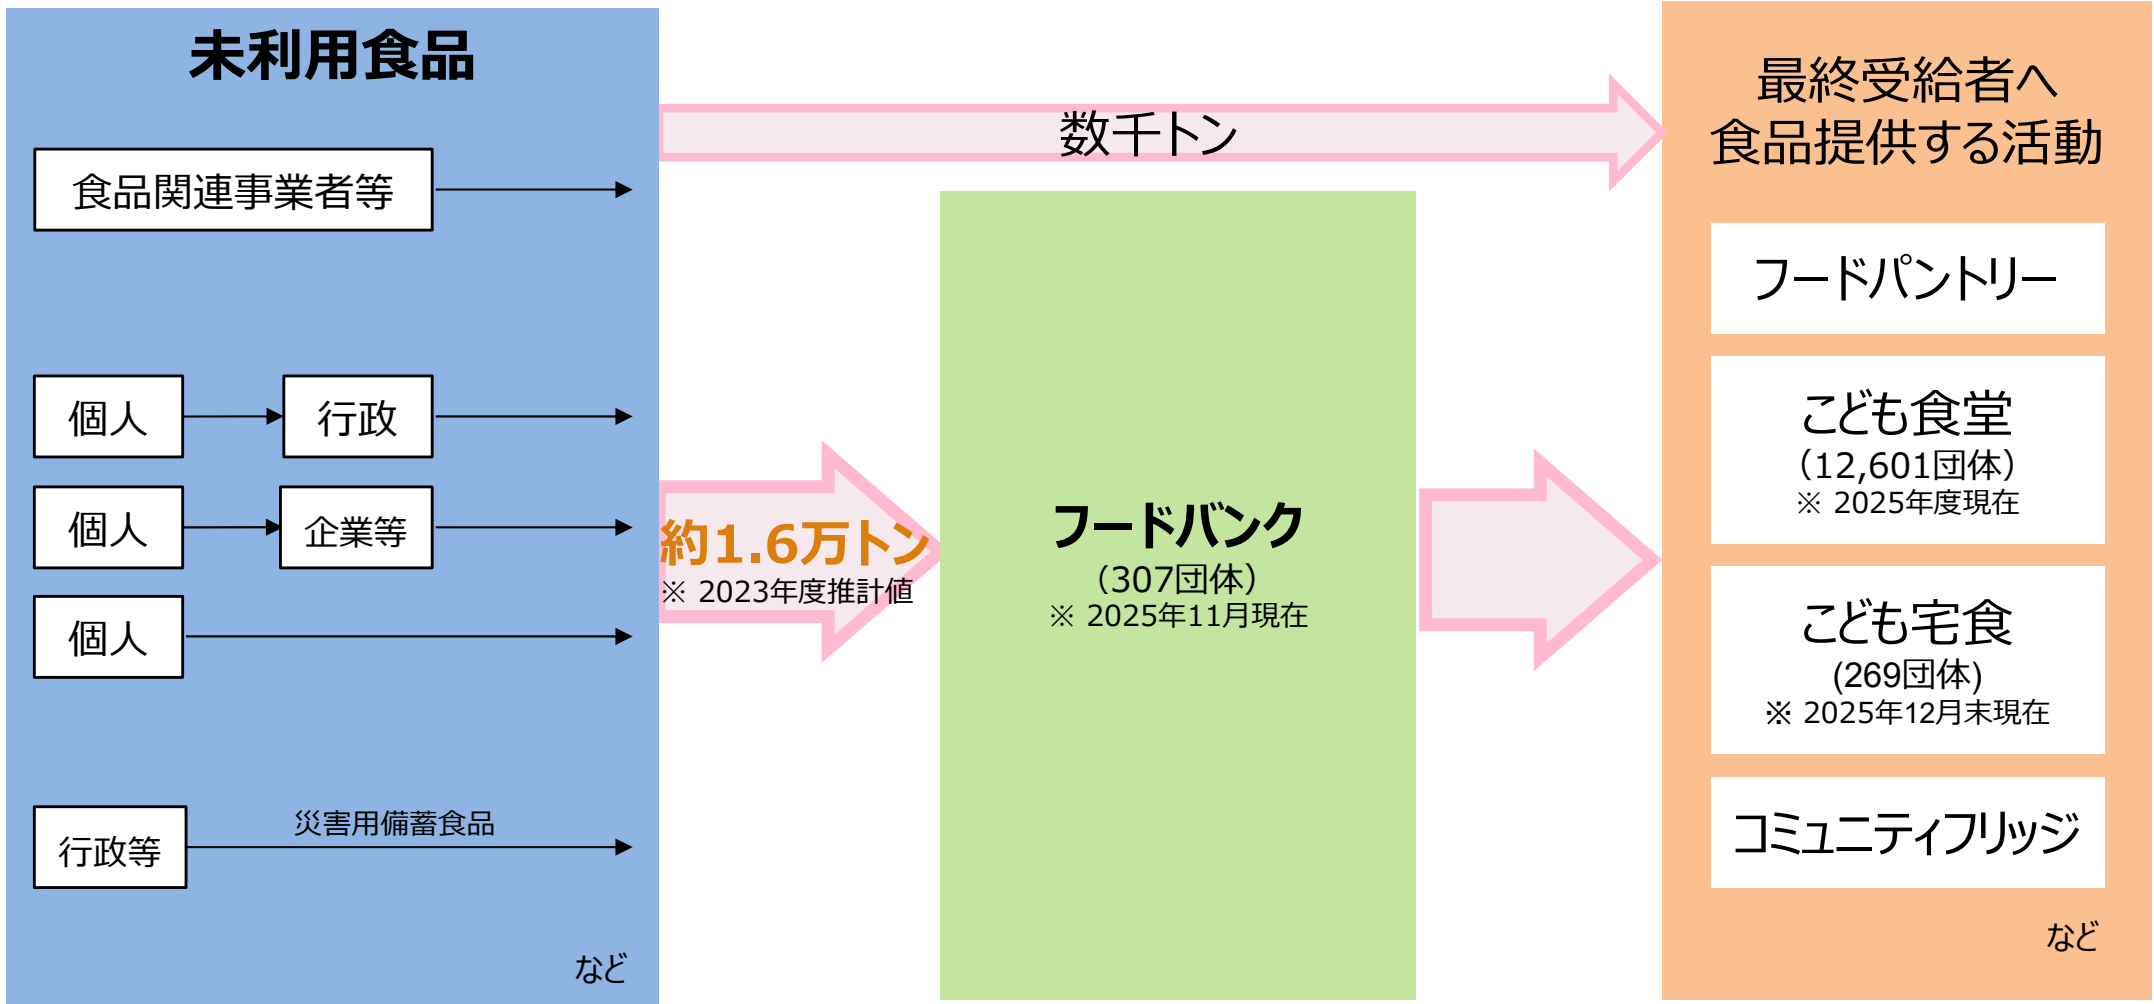 未利用食品
食品関連事業者等
個人
行政
個人
企業等
個人
行政等
災害用備蓄食品
など
数千トン
約1.6万トン
※ 2023年度推計値
フードバンク
（307団体）
※ 2025年11月現在
最終受給者へ
食品提供する活動
フードパントリー
こども食堂
（12,601団体）
※ 2025年度現在
こども宅食
(269団体)
※ 2025年12月末現在
コミュニティフリッジ
など